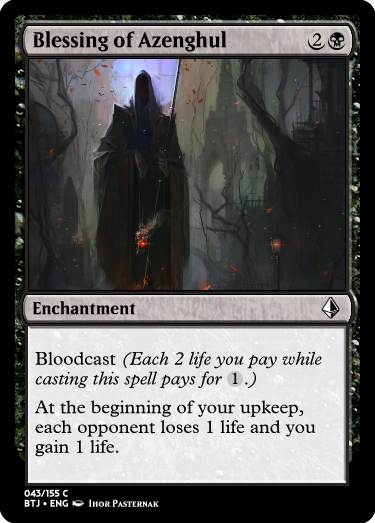 Blessing of Azenghul 2
Enchantment
Bloodcast (Each 2 life you pay while
casting this spell pays for 1.)
At the beginning of your upkeep,
each opponent loses 1 life and you
gain 1 life.
043/155 C
BTJ • ENG Ihor Pasternak